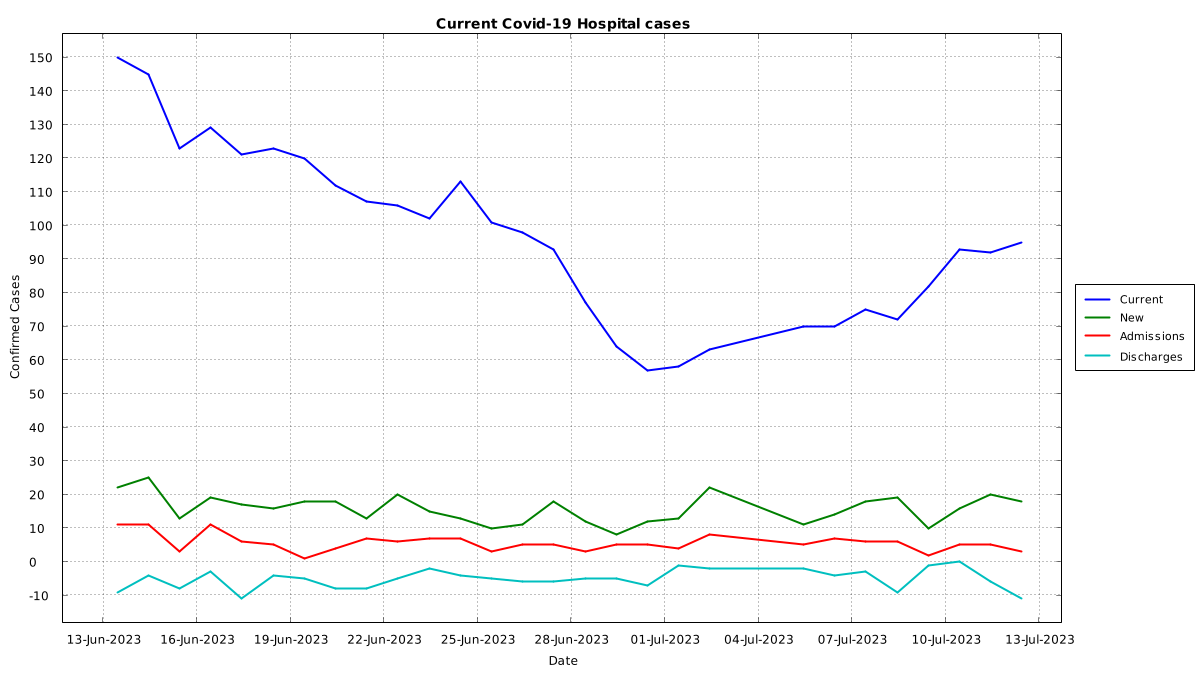 Current Covid-19 Hospital cases
150
140
130
120
110
100
90
80
70
60
50
40
30
20
10
0
-10
Confirmed Cases
13-Jun-2023 16-Jun-2023 19-Jun-2023 22-Jun-2023 25-Jun-2023 28-Jun-2023 01-Jul-2023 04-Jul-2023 07-Jul-2023 10-Jul-2023 13-Jul-2023
Date
Current
New
Admissions
Discharges